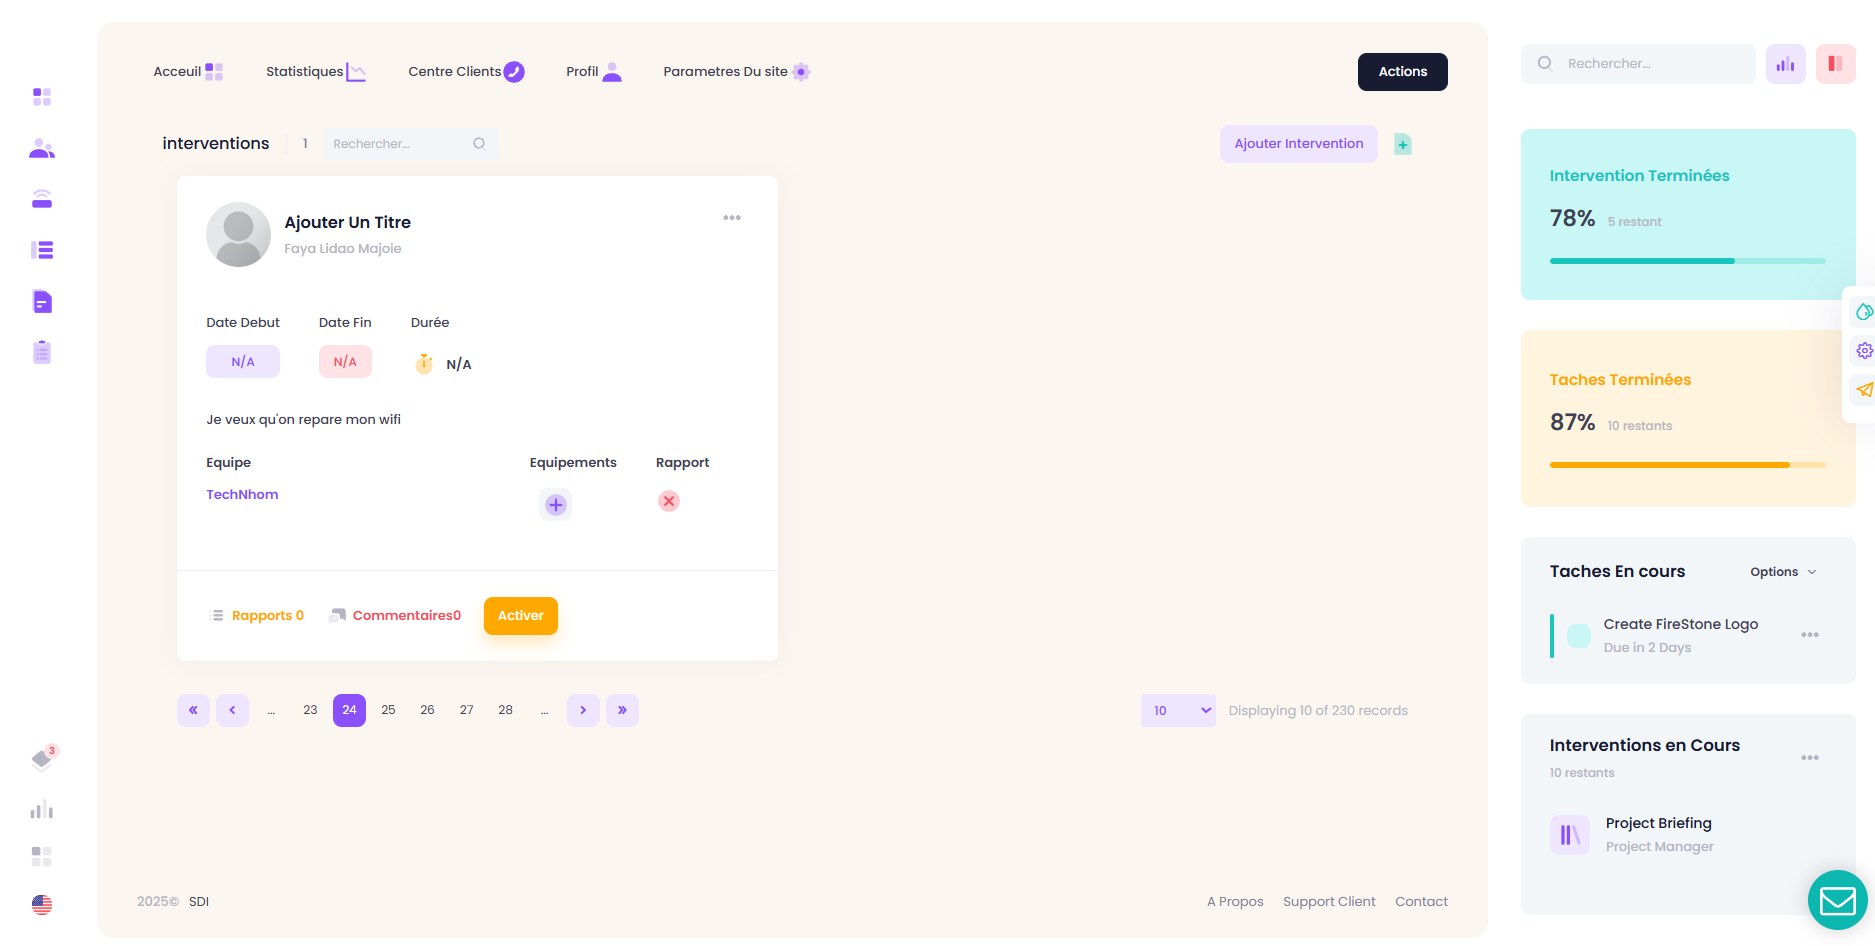 Acceuil Statistiques Centre Clients Profil Parametres Du site Actions
Rechercher...
interventions 1 Rechercher... Ajouter Intervention
Ajouter Un Titre
Faya Lidao Majoie
Date Debut Date Fin Durée
N/A N/A N/A
Je veux qu'on repare mon wifi
Equipe Equipements Rapport
TechNhom
Rapports 0 Commentaires0 Activer
... 23 24 25 26 27 28 ...
10 Displaying 10 of 230 records
Intervention Terminées
78% 5 restant
Taches Terminées
87% 10 restants
Taches En cours Options
Create FireStone Logo
Due in 2 Days
Interventions en Cours
10 restants
Project Briefing
Project Manager
3
2025© SDI A Propos Support Client Contact